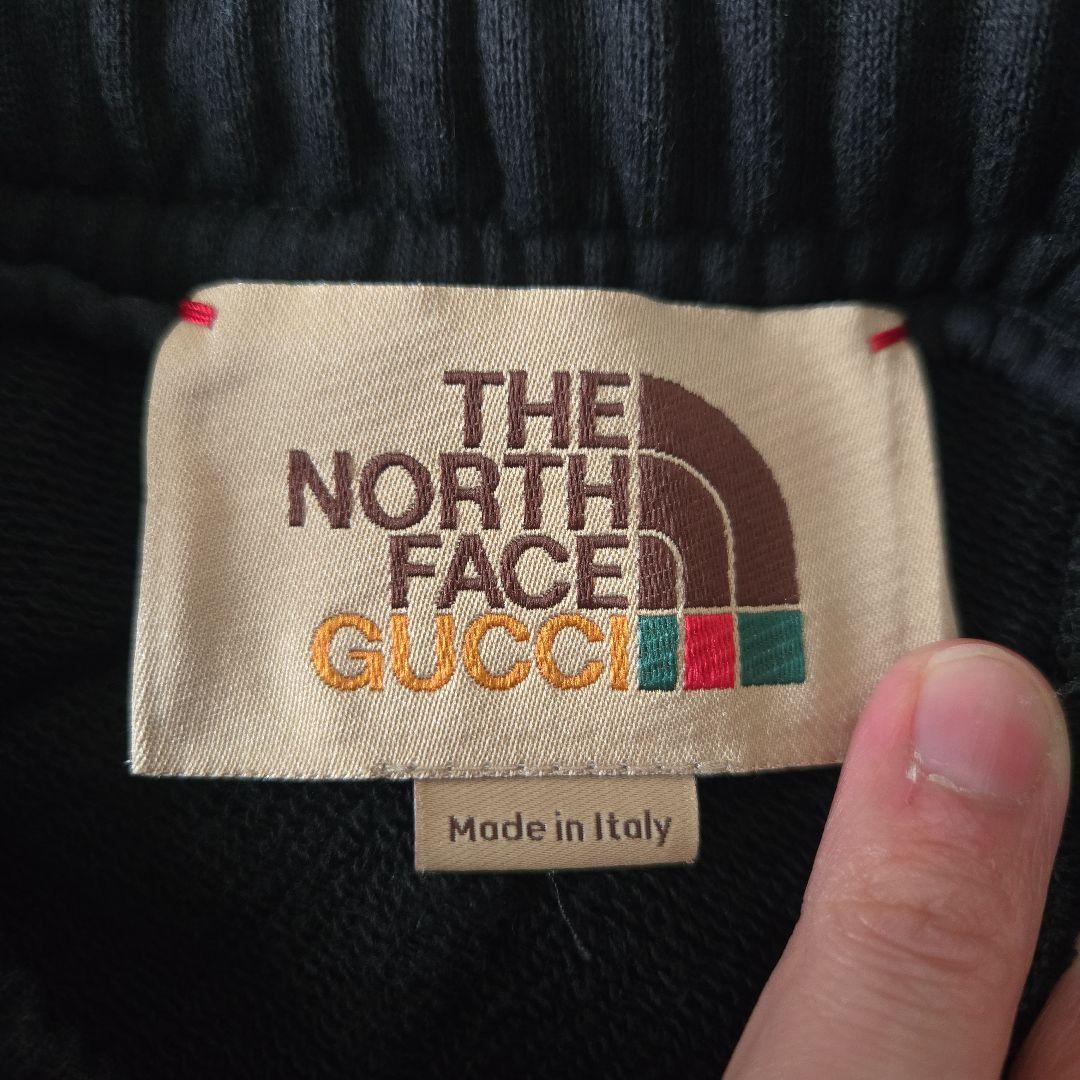 THE
NORTH
FACE
GUCCI
Made in Italy